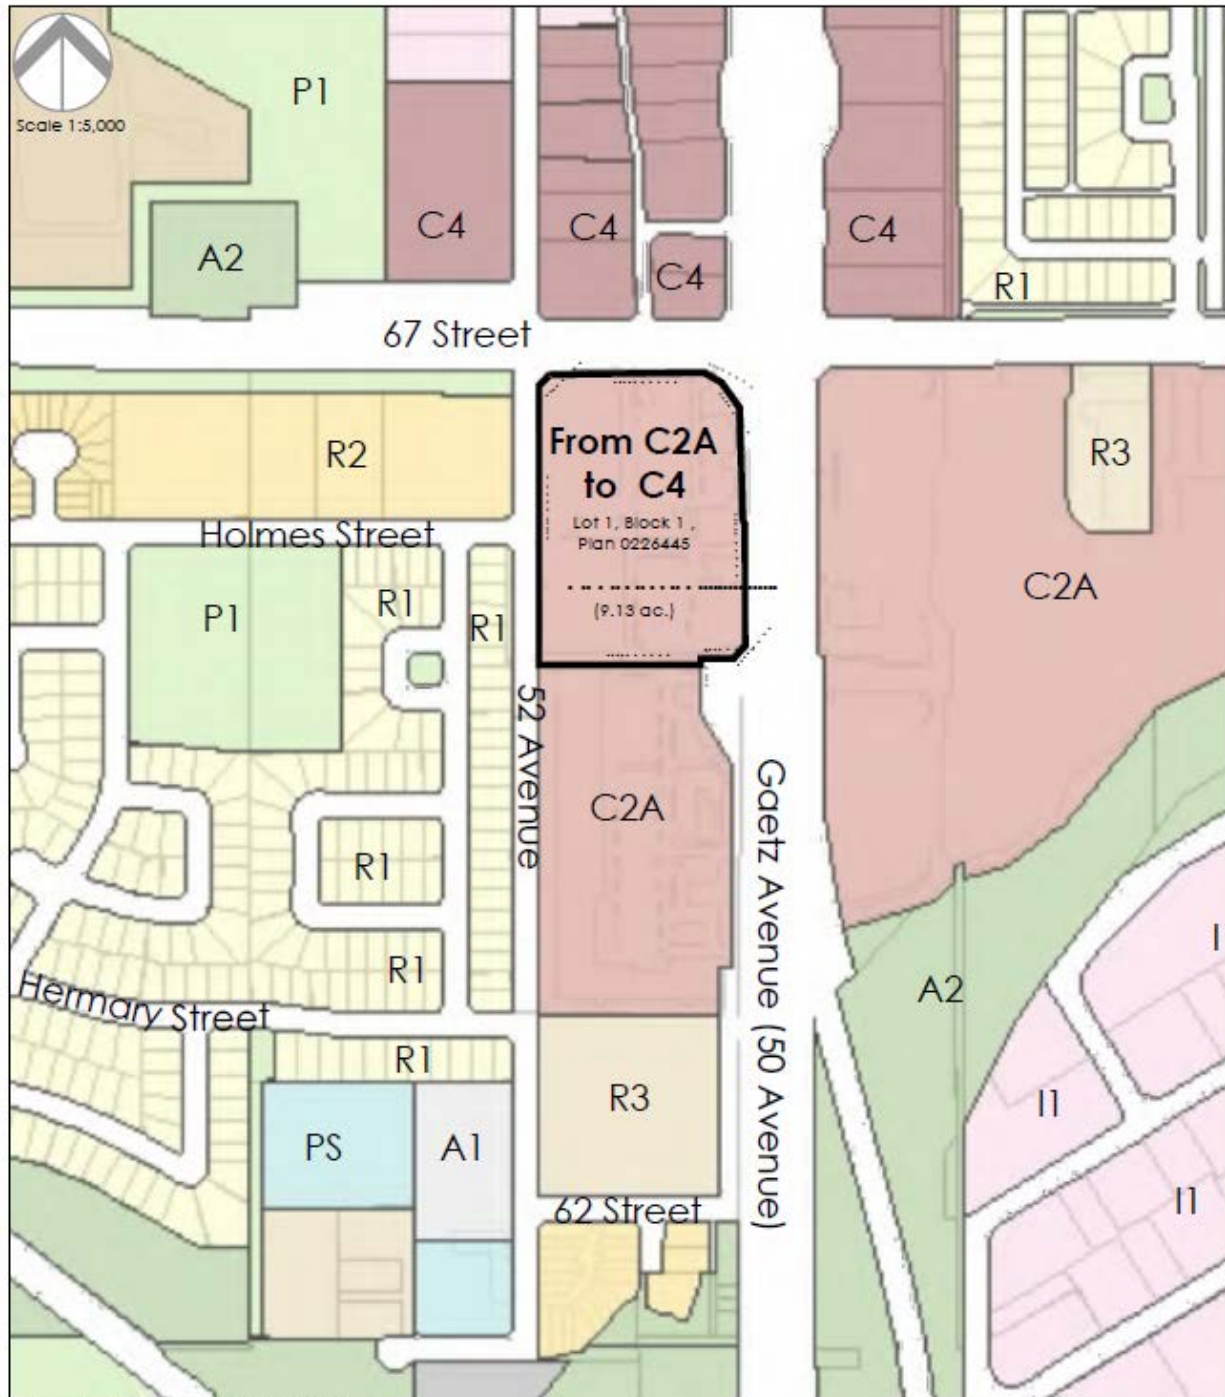 P1
Scale 1:5,000
A2
C4
C4
C4
C4
R1
67 Street
R2
From C2A
to C4
Lot 1, Block 1 ,
Plan 0226445
(9.13 ac.)
R3
Holmes Street
P1
R1
R1
C2A
52 Avenue
C2A
Gaetz Avenue (50 Avenue)
R1
R1
Hermary Street
R1
PS
A1
R3
62 Street
A2
I
I1
I1